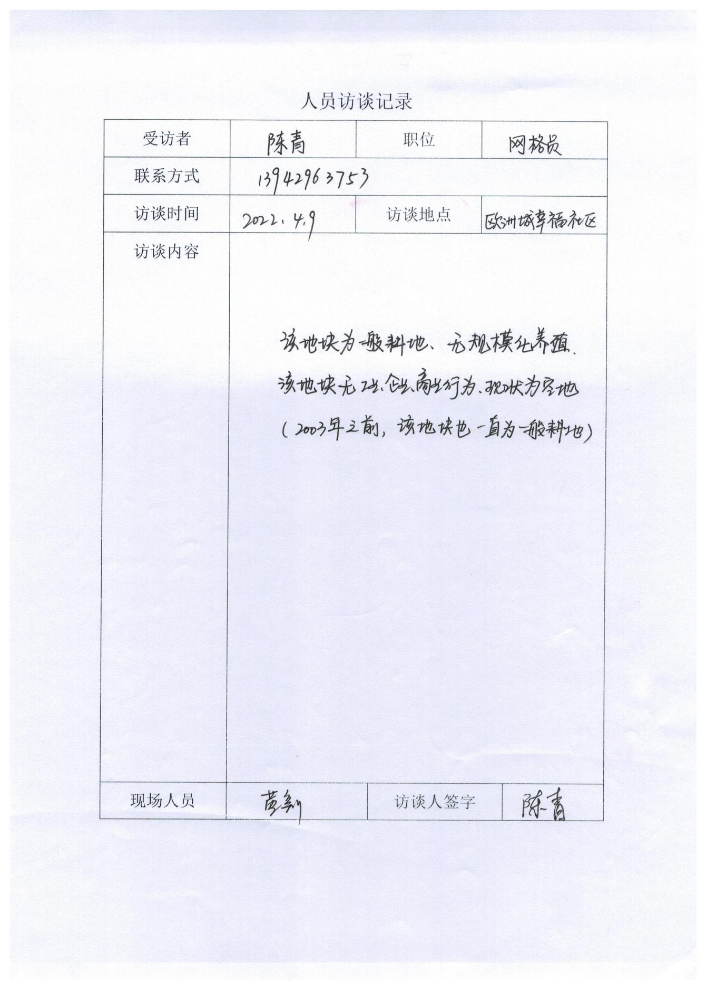 人员访谈记录
受访者 陈青 职位 网格员
联系方式 13942963753
访谈时间 2022.4.9 访谈地点 欧洲城幸福社区
访谈内容
该地块为一般耕地、无规模化养殖.
该地块无工业、企业、商业行为、现状为空地
（2003年之前，该地块也一直为一般耕地）
现场人员 黄 访谈人签字 陈青